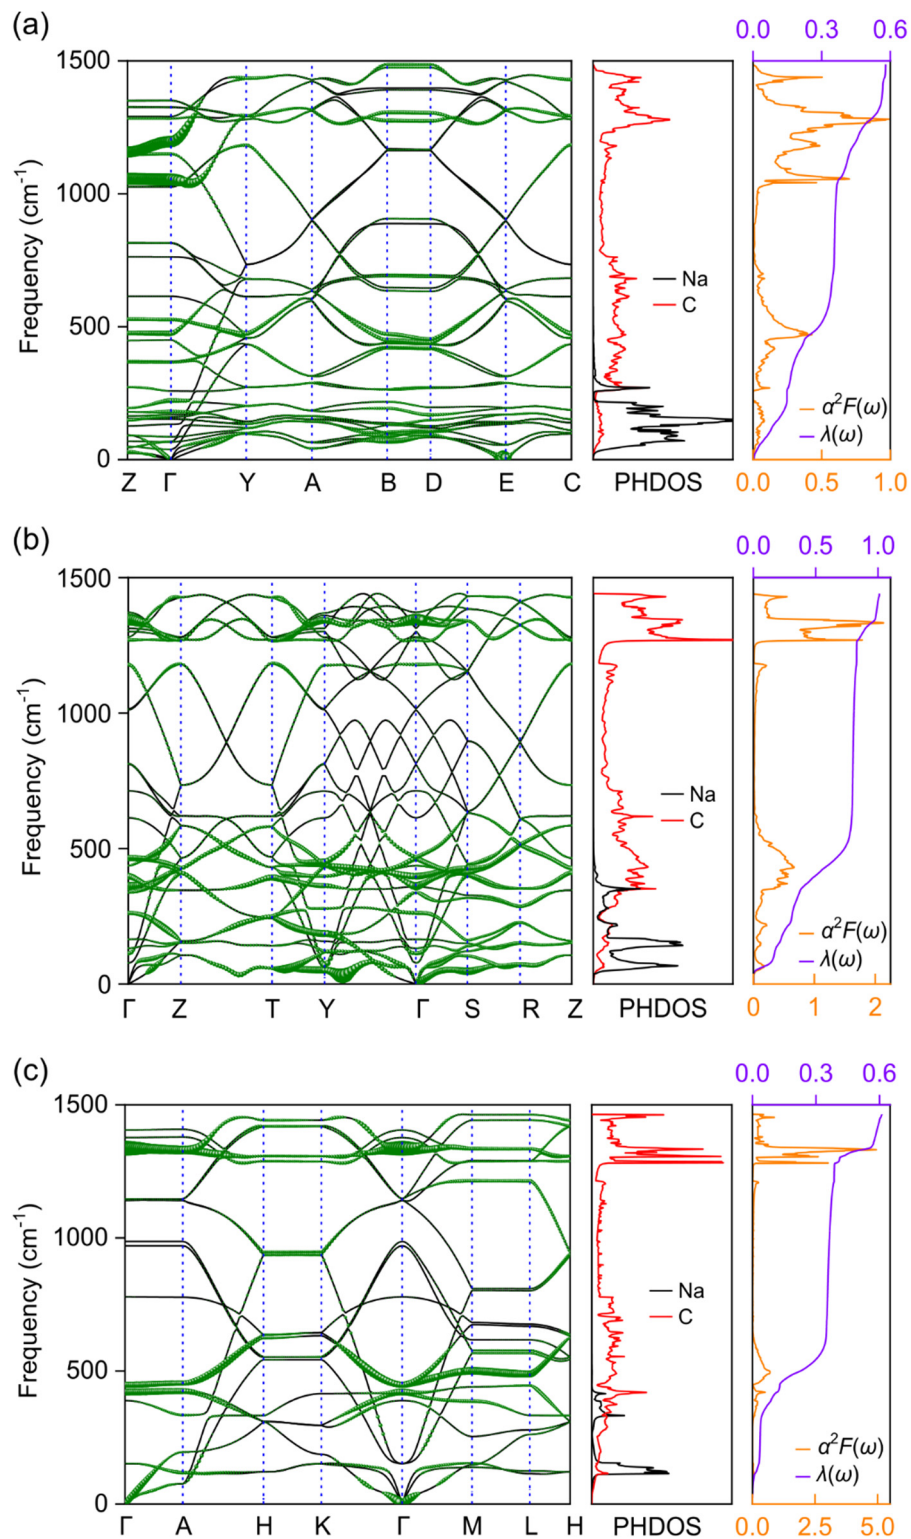 (a)
0.0 0.3 0.6
1500
1000
500
0
Frequency (cm-1)
Z Γ Y A B D E C
Na
C
PHDOS
α²F(ω)
λ(ω)
0.0 0.5 1.0
(b)
0.0 0.5 1.0
1500
1000
500
0
Frequency (cm-1)
Γ Z T Y Γ S R Z
Na
C
PHDOS
α²F(ω)
λ(ω)
0 1 2
(c)
0.0 0.3 0.6
1500
1000
500
0
Frequency (cm-1)
Γ A H K Γ M L H
Na
C
PHDOS
α²F(ω)
λ(ω)
0.0 2.5 5.0